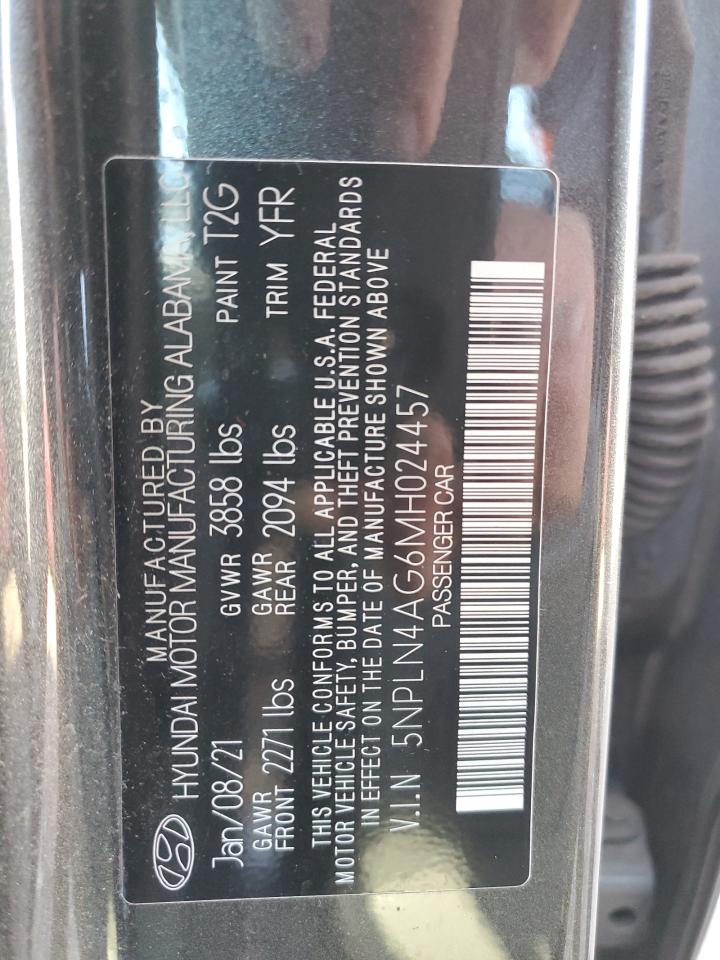 MANUFACTURED BY
HYUNDAI MOTOR MANUFACTURING ALABAMA, LLC
Jan/08/21 GVWR 3858 lbs PAINT T2G
GAWR FRONT 2271 lbs GAWR REAR 2094 lbs TRIM YFR
THIS VEHICLE CONFORMS TO ALL APPLICABLE U.S.A. FEDERAL
MOTOR VEHICLE SAFETY, BUMPER, AND THEFT PREVENTION STANDARDS
IN EFFECT ON THE DATE OF MANUFACTURE SHOWN ABOVE
V.I.N 5NPLN4AG6MH024457
PASSENGER CAR